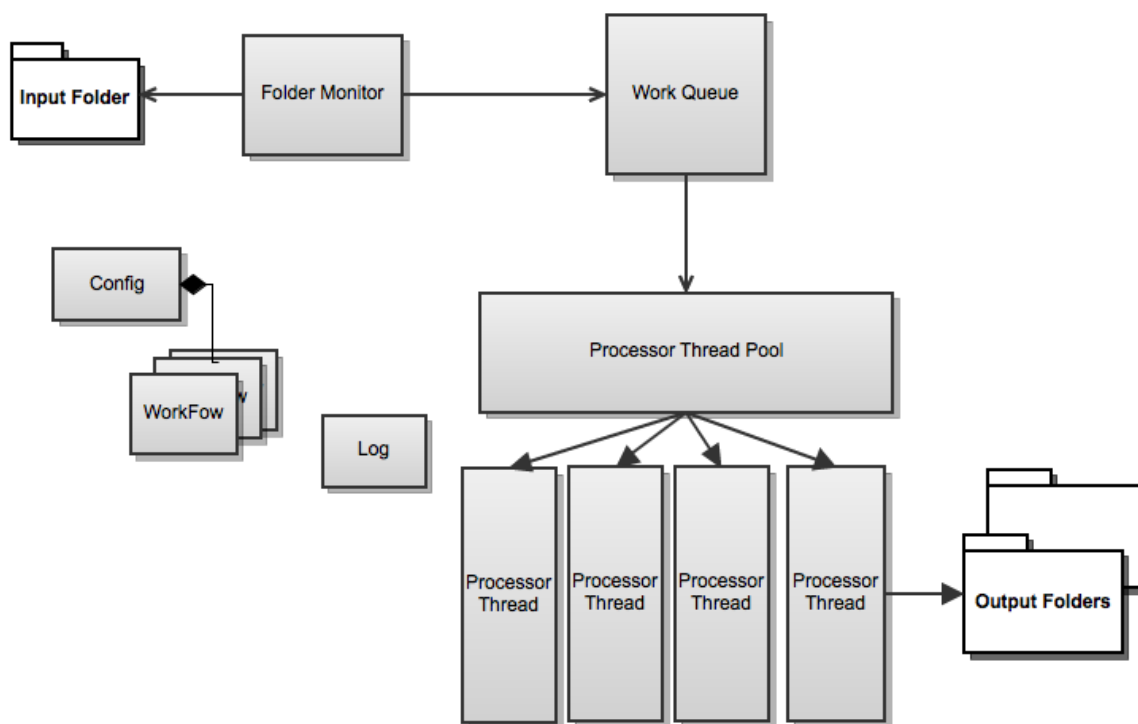 Input Folder
Folder Monitor
Work Queue
Config
Processor Thread Pool
w
WorkFow
Log
Processor
Thread
Processor
Thread
Processor
Thread
Processor
Thread
Output Folders